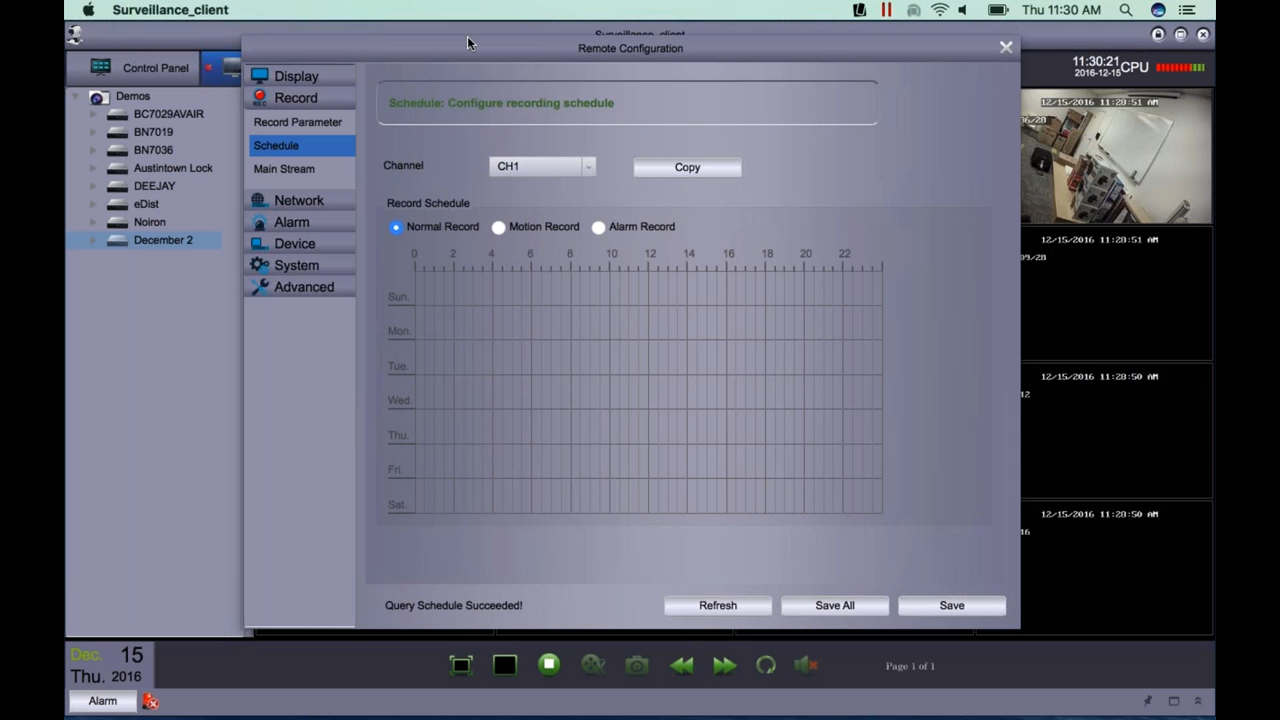 Surveillance_client
Thu 11:30 AM
Remote Configuration
Control Panel
11:30:21
2016-12-15
CPU
Demos
BC7029AVAIR
BN7019
BN7036
Austintown Lock
DEEJAY
eDist
Noiron
December 2
Display
Record
Record Parameter
Schedule
Main Stream
Network
Alarm
Device
System
Advanced
Schedule: Configure recording schedule
Channel
CH1
Copy
Record Schedule
Normal Record
Motion Record
Alarm Record
0 2 4 6 8 10 12 14 16 18 20 22
Sun.
Mon.
Tue.
Wed.
Thu.
Fri.
Sat.
Query Schedule Succeeded!
Refresh
Save All
Save
12/15/2016 11:28:51 AM
12/15/2016 11:28:51 AM
12/15/2016 11:28:50 AM
12
12/15/2016 11:28:50 AM
16
Dec. 15
Thu. 2016
Page 1 of 1
Alarm